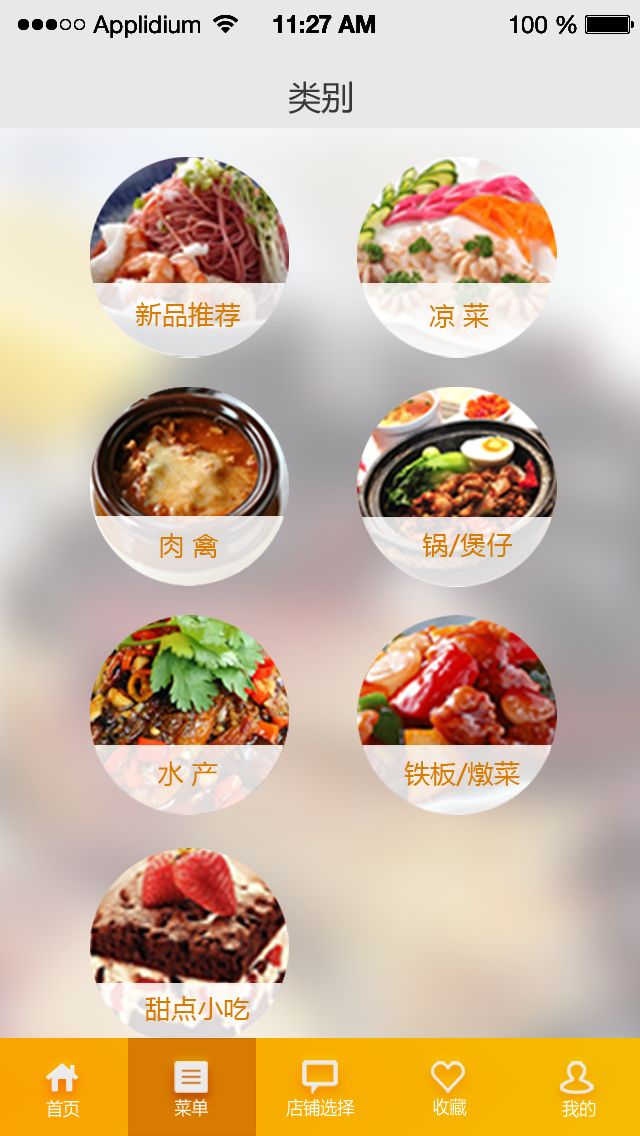 Applidium 11:27 AM 100 %
类别
新品推荐 凉 菜
肉 禽 锅/煲仔
水 产 铁板/燉菜
甜点小吃
首页 菜单 店铺选择 收藏 我的